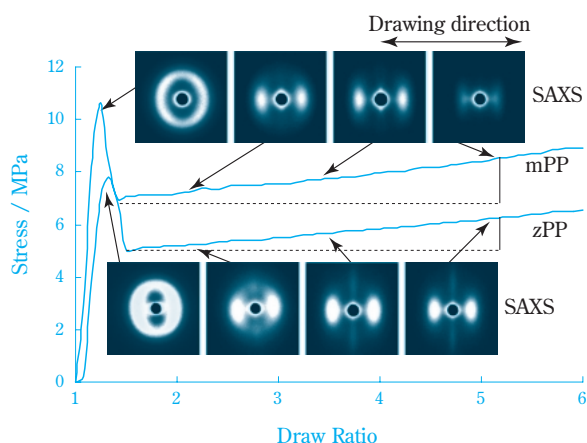 Drawing direction
SAXS
12
10
8
6
4
2
0
Stress / MPa
mPP
zPP
SAXS
1
2
3
4
5
6
Draw Ratio